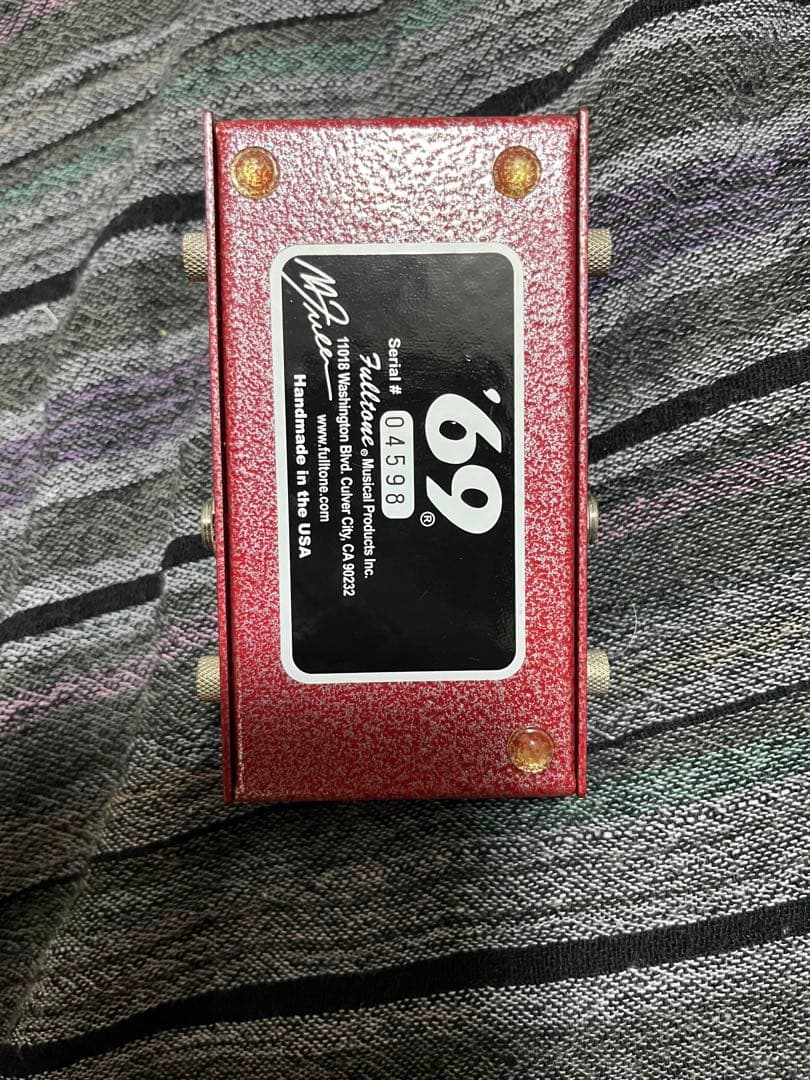 '69®
Serial # 04598
Fulltone® Musical Products Inc.
11018 Washington Blvd. Culver City, CA 90232
www.fulltone.com
Handmade in the USA